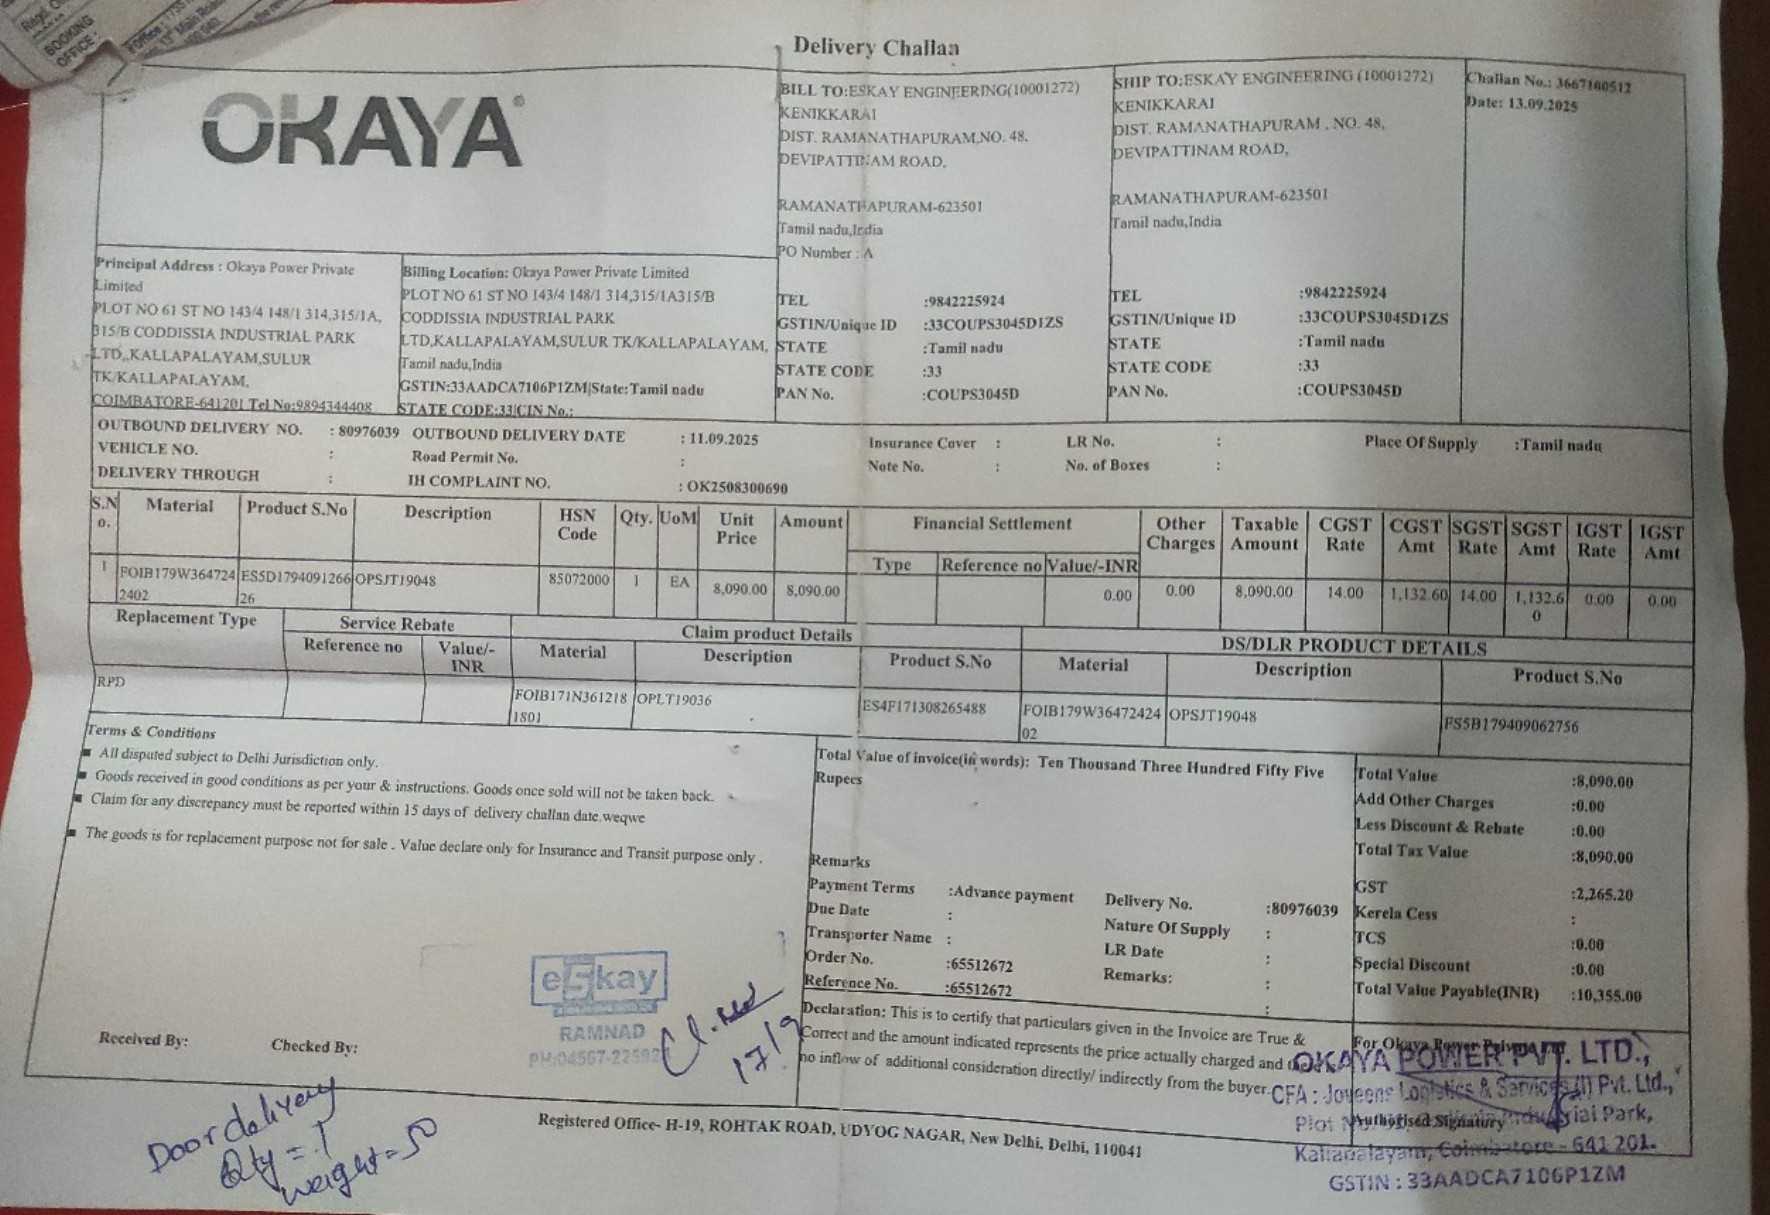 Regd. O
BOOKING
OFFICE :
Delivery Challan
OKAYA
BILL TO:ESKAY ENGINEERING(10001272)
KENIKKARAI
DIST. RAMANATHAPURAM,NO. 48,
DEVIPATTINAM ROAD,
RAMANATHAPURAM-623501
Tamil nadu,India
PO Number : A
TEL :9842225924
GSTIN/Unique ID :33COUPS3045D1ZS
STATE :Tamil nadu
STATE CODE :33
PAN No. :COUPS3045D
SHIP TO:ESKAY ENGINEERING (10001272)
KENIKKARAI
DIST. RAMANATHAPURAM , NO. 48,
DEVIPATTINAM ROAD,
RAMANATHAPURAM-623501
Tamil nadu,India
TEL :9842225924
GSTIN/Unique ID :33COUPS3045D1ZS
STATE :Tamil nadu
STATE CODE :33
PAN No. :COUPS3045D
Challan No.: 3667100512
Date: 13.09.2025
Principal Address : Okaya Power Private
Limited
PLOT NO 61 ST NO 143/4 148/1 314,315/1A,
315/B CODDISSIA INDUSTRIAL PARK
LTD,,KALLAPALAYAM,SULUR
TK/KALLAPALAYAM,
COIMBATORE-641201 Tel No:9894344408
Billing Location: Okaya Power Private Limited
PLOT NO 61 ST NO 143/4 148/1 314,315/1A315/B
CODDISSIA INDUSTRIAL PARK
LTD,KALLAPALAYAM,SULUR TK/KALLAPALAYAM,
Tamil nadu,India
GSTIN:33AADCA7106P1ZM|State:Tamil nadu
STATE CODE:33|CIN No.:
OUTBOUND DELIVERY NO. : 80976039 OUTBOUND DELIVERY DATE : 11.09.2025 Insurance Cover : LR No. : Place Of Supply :Tamil nadu
VEHICLE NO. : Road Permit No. : Note No. : No. of Boxes :
DELIVERY THROUGH : IH COMPLAINT NO. : OK2508300690
S.N o. Material Product S.No Description HSN Code Qty. UoM Unit Price Amount Financial Settlement Other Charges Taxable Amount CGST Rate CGST Amt SGST Rate SGST Amt IGST Rate IGST Amt
Type Reference no Value/-INR
1 FOIB179W364724 ES5D1794091266 OPSJT19048 85072000 1 EA 8,090.00 8,090.00 0.00 0.00 8,090.00 14.00 1,132.60 14.00 1,132.6 0.00 0.00
2402 26 0
Replacement Type Service Rebate Claim product Details DS/DLR PRODUCT DETAILS
Reference no Value/-INR Material Description Product S.No Material Description Product S.No
RPD FOIB171N361218 OPLT19036 ES4F171308265488 FOIB179W36472424 OPSJT19048 FS5B179409062756
1801 02
Terms & Conditions
All disputed subject to Delhi Jurisdiction only.
Goods received in good conditions as per your & instructions. Goods once sold will not be taken back.
Claim for any discrepancy must be reported within 15 days of delivery challan date.weqwe
The goods is for replacement purpose not for sale . Value declare only for Insurance and Transit purpose only .
Total Value of invoice(in words): Ten Thousand Three Hundred Fifty Five
Rupees
Remarks
Payment Terms :Advance payment Delivery No. :80976039
Due Date : Nature Of Supply :
Transporter Name : LR Date :
Order No. :65512672 Remarks: :
Reference No. :65512672 :
Total Value :8,090.00
Add Other Charges :0.00
Less Discount & Rebate :0.00
Total Tax Value :8,090.00
GST :2,265.20
Kerela Cess :
TCS :0.00
Special Discount :0.00
Total Value Payable(INR) :10,355.00
Declaration: This is to certify that particulars given in the Invoice are True &
Correct and the amount indicated represents the price actually charged and
no inflow of additional consideration directly/ indirectly from the buyer.
For Okaya Power
OKAYA POWER PVT. LTD.,
CFA : Joyeens Logistics & Services (I) Pvt. Ltd.,
Authorised Signatory
Plot Industrial Park,
Kallapalayam, Coimbatore - 641 201.
GSTIN : 33AADCA7106P1ZM
eskay
RAMNAD
17/9
Received By: Checked By:
Door delivery
Qty = 1
weight = 50
Registered Office- H-19, ROHTAK ROAD, UDYOG NAGAR, New Delhi, Delhi, 110041